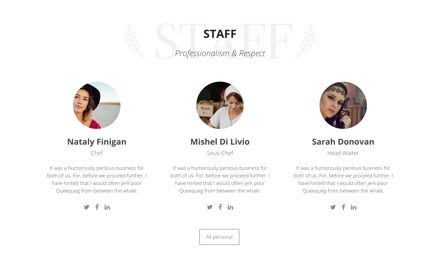 STAFF
STAFF
Professionalism & Respect
Nataly Finigan
Chef
It was a humorously perilous business for
both of us. For, before we proceed further. I
have hinted that I would often jerk poor
Queequeg from between the whale.
Mishel Di Livio
Sous-Chef
It was a humorously perilous business for
both of us. For, before we proceed further. I
have hinted that I would often jerk poor
Queequeg from between the whale.
Sarah Donovan
Head Waiter
It was a humorously perilous business for
both of us. For, before we proceed further. I
have hinted that I would often jerk poor
Queequeg from between the whale.
All personal